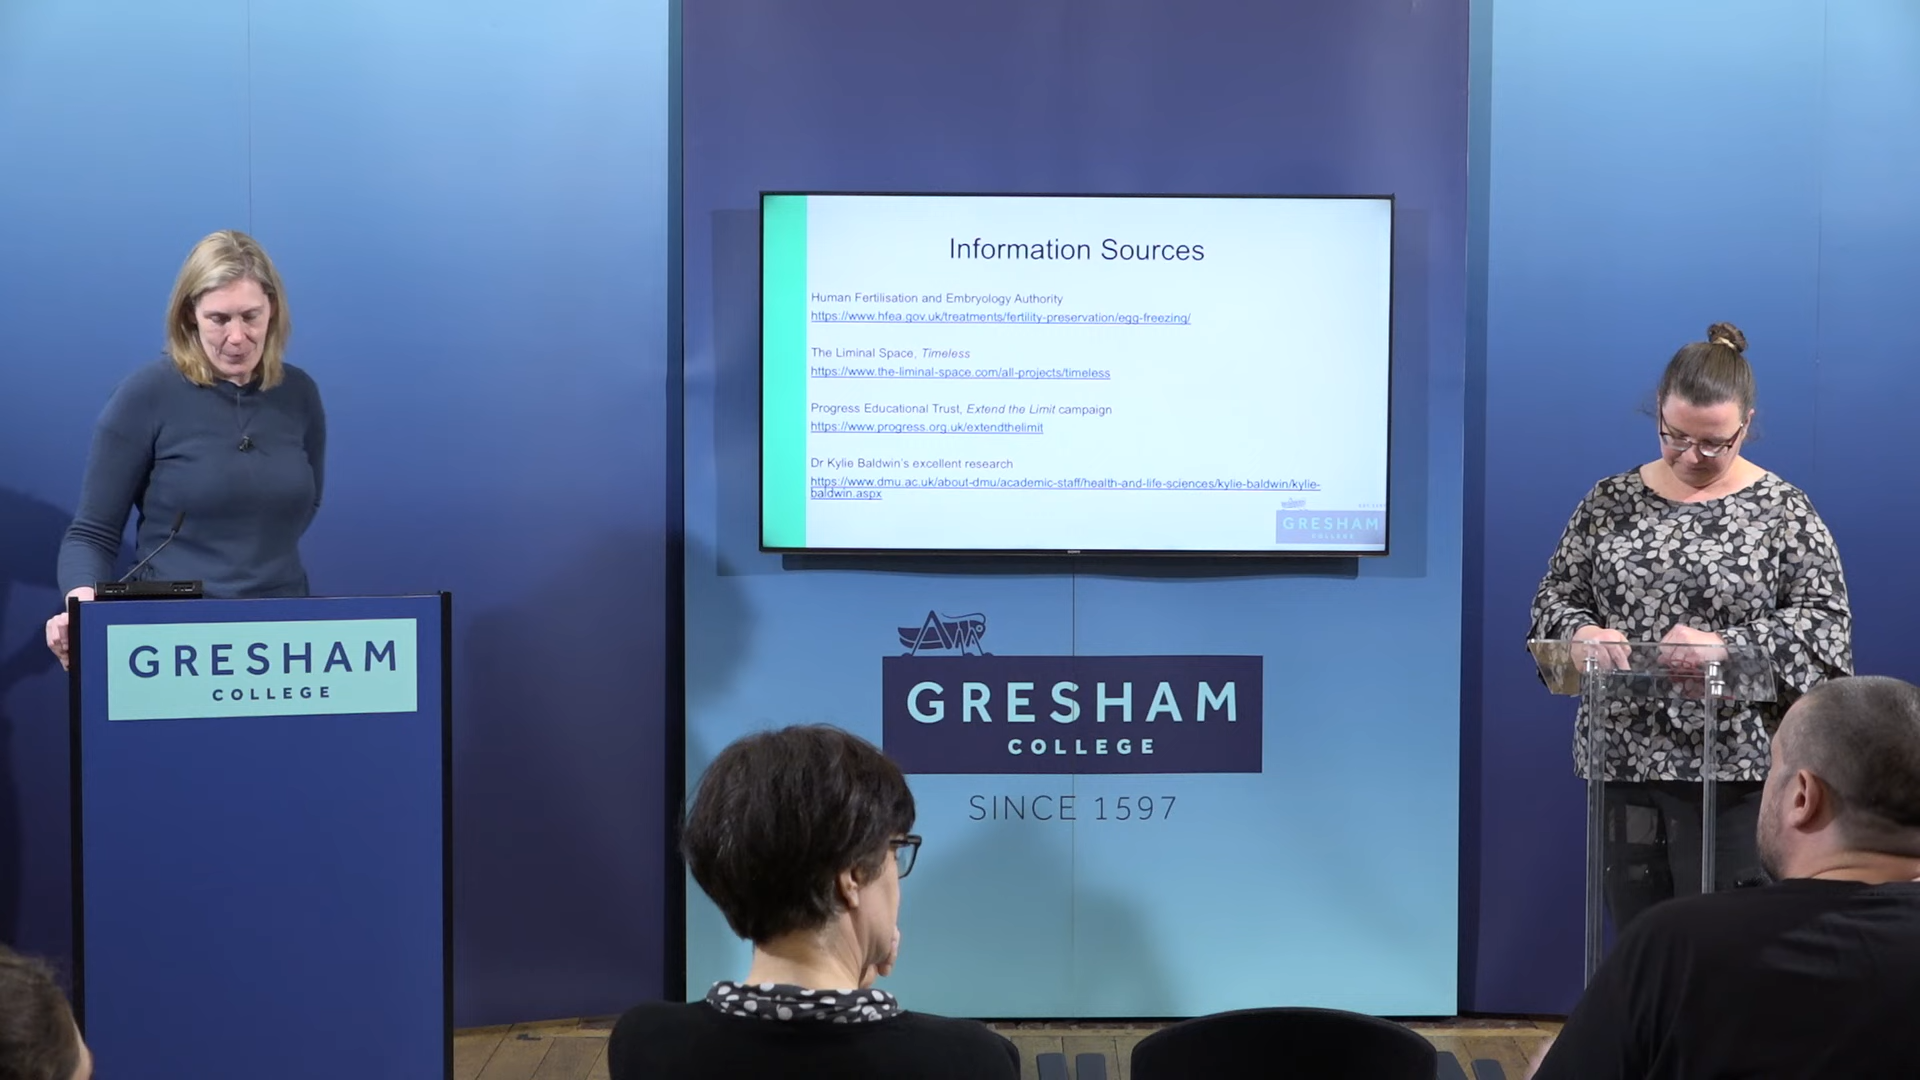 Information Sources
Human Fertilisation and Embryology Authority
https://www.hfea.gov.uk/treatments/fertility-preservation/egg-freezing/
The Liminal Space, Timeless
https://www.the-liminal-space.com/all-projects/timeless
Progress Educational Trust, Extend the Limit campaign
https://www.progress.org.uk/extendthelimit
Dr Kylie Baldwin's excellent research
https://www.dmu.ac.uk/about-dmu/academic-staff/health-and-life-sciences/kylie-baldwin/kylie-
baldwin.aspx
GRESHAM
COLLEGE
GRESHAM
COLLEGE
GRESHAM
COLLEGE
SINCE 1597